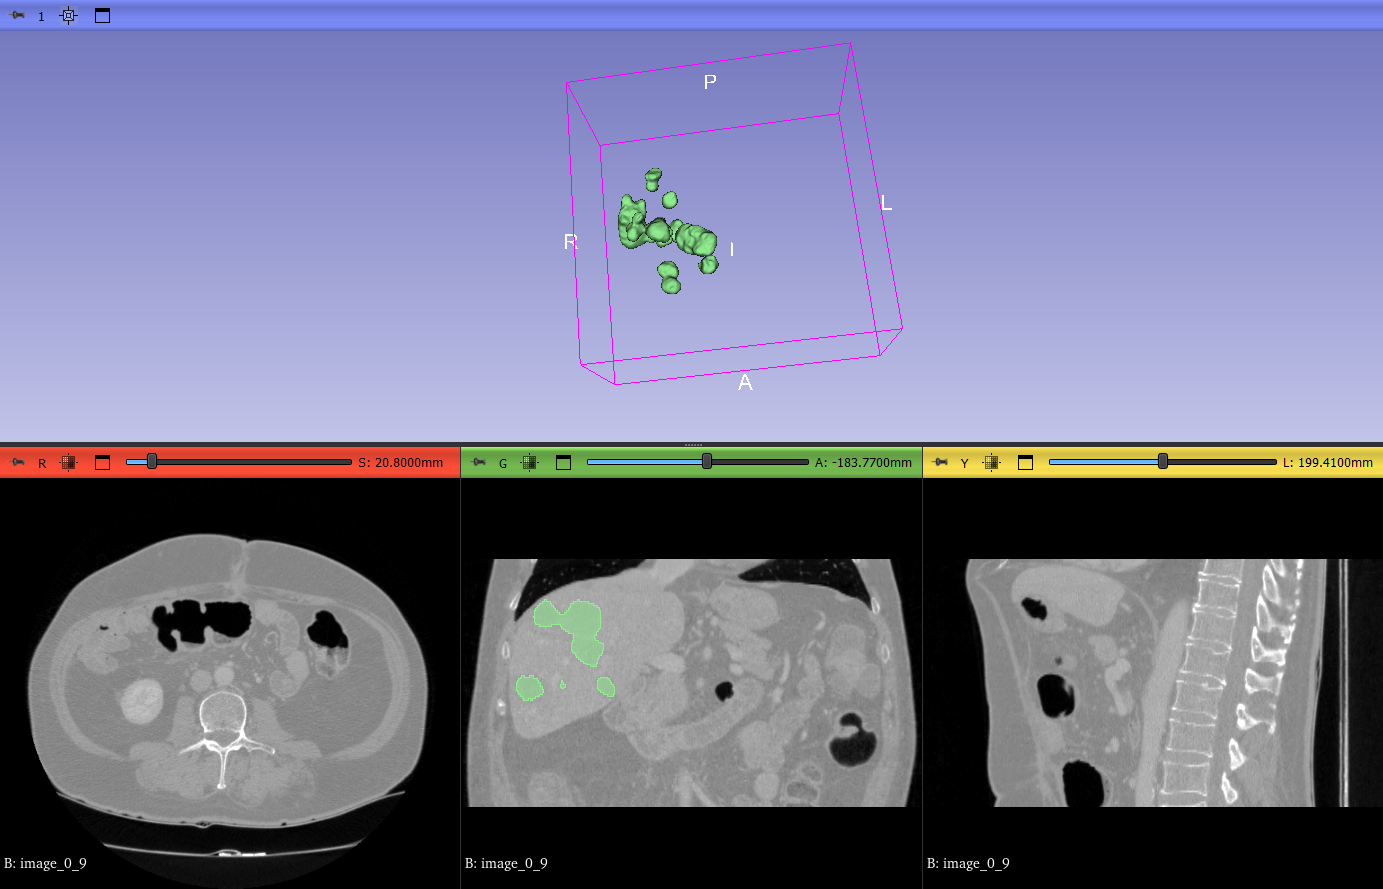 1
P
R
L
I
A
R
S: 20.8000mm
G
A: -183.7700mm
Y
L: 199.4100mm
B: image_0_9
B: image_0_9
B: image_0_9